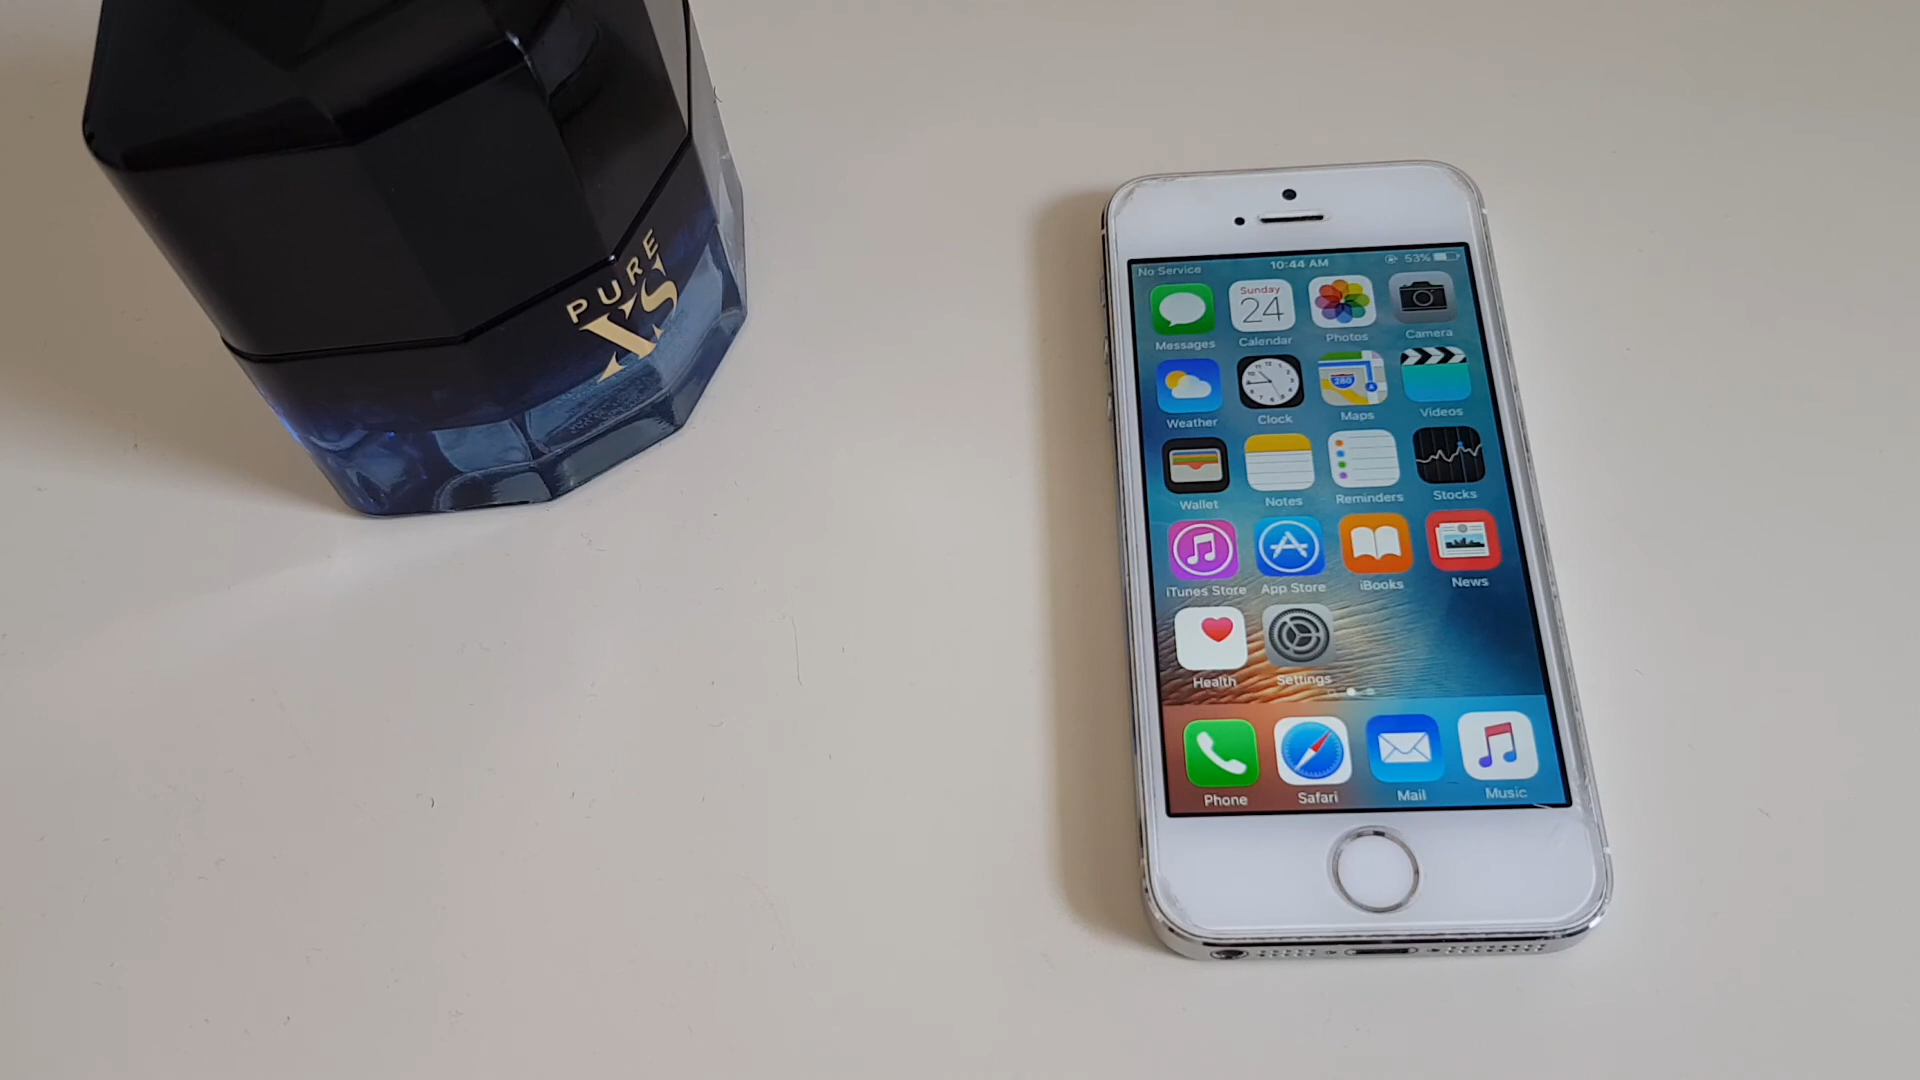 PURE
XS
No Service 10:44 AM 53%
Sunday
24
Messages Calendar Photos Camera
280
Weather Clock Maps Videos
Wallet Notes Reminders Stocks
iTunes Store App Store iBooks News
Health Settings
Phone Safari Mail Music